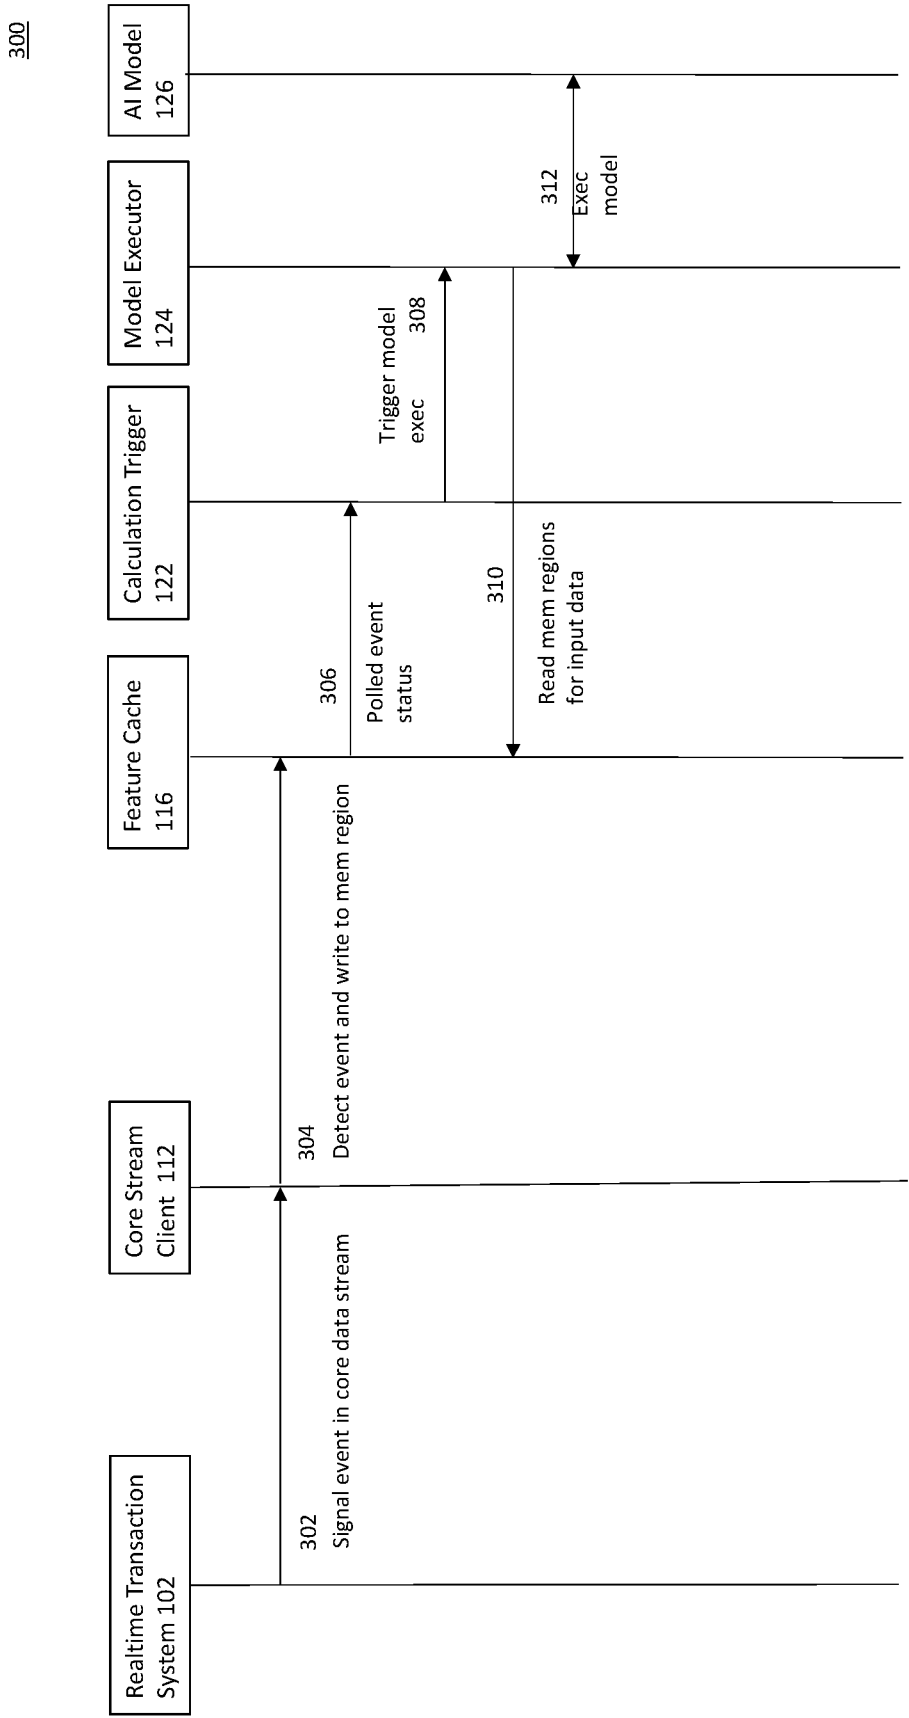 300
Realtime Transaction
System 102
Core Stream
Client 112
Feature Cache
116
Calculation Trigger
122
Model Executor
124
AI Model
126
302
Signal event in core data stream
304
Detect event and write to mem region
306
Polled event
status
Trigger model
exec
308
310
Read mem regions
for input data
312
Exec
model